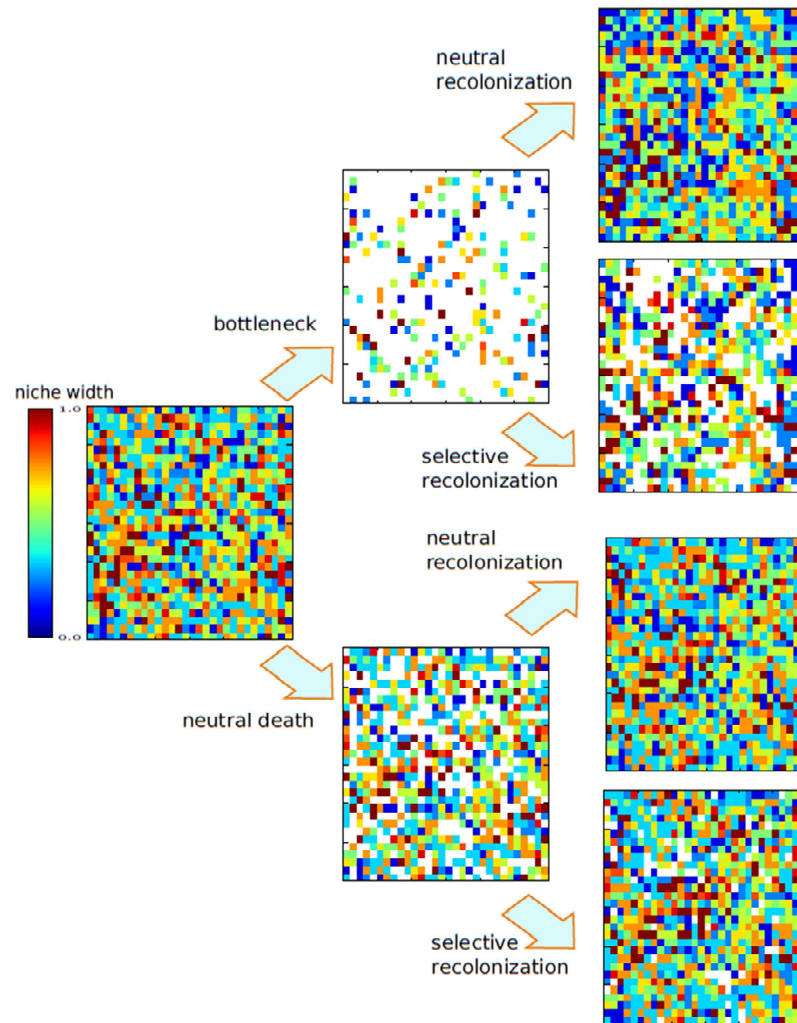 neutral
recolonization
bottleneck
niche width
1.0
0.0
selective
recolonization
neutral
recolonization
neutral death
selective
recolonization